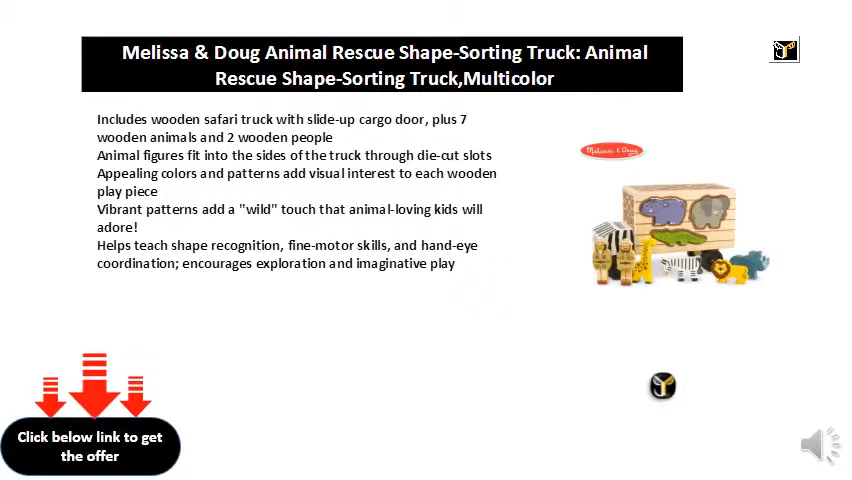 Melissa & Doug Animal Rescue Shape-Sorting Truck: Animal
Rescue Shape-Sorting Truck,Multicolor
Includes wooden safari truck with slide-up cargo door, plus 7
wooden animals and 2 wooden people
Animal figures fit into the sides of the truck through die-cut slots
Appealing colors and patterns add visual interest to each wooden
play piece
Vibrant patterns add a "wild" touch that animal-loving kids will
adore!
Helps teach shape recognition, fine-motor skills, and hand-eye
coordination; encourages exploration and imaginative play
Melissa & Doug
Click below link to get
the offer